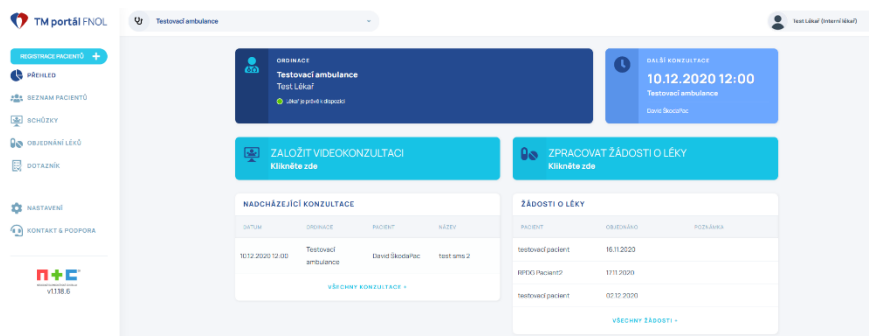 TM portál FNOL
Testovací ambulance
Test Lékař (Interní lékař)
REGISTRACE PACIENTŮ +
PŘEHLED
SEZNAM PACIENTŮ
SCHŮZKY
OBJEDNÁNÍ LÉKŮ
DOTAZNÍK
NASTAVENÍ
KONTAKT & PODPORA
n+c
v1.1.18.6
ORDINACE
Testovací ambulance
Test Lékař
Lékař je právě k dispozici
DALŠÍ KONZULTACE
10.12.2020 12:00
Testovací ambulance
David ŠkodaPac
ZALOŽIT VIDEOKONZULTACI
Klikněte zde
ZPRACOVAT ŽÁDOSTI O LÉKY
Klikněte zde
NADCHÁZEJÍCÍ KONZULTACE
DATUM ORDINACE PACIENT NÁZEV
10.12.2020 12:00 Testovací ambulance David ŠkodaPac test sms 2
VŠECHNY KONZULTACE
ŽÁDOSTI O LÉKY
PACIENT OBJEDNÁNO POZNÁMKA
testovací pacient 16.11.2020
RPDG Pacient2 17.11.2020
testovací pacient 02.12.2020
VŠECHNY ŽÁDOSTI